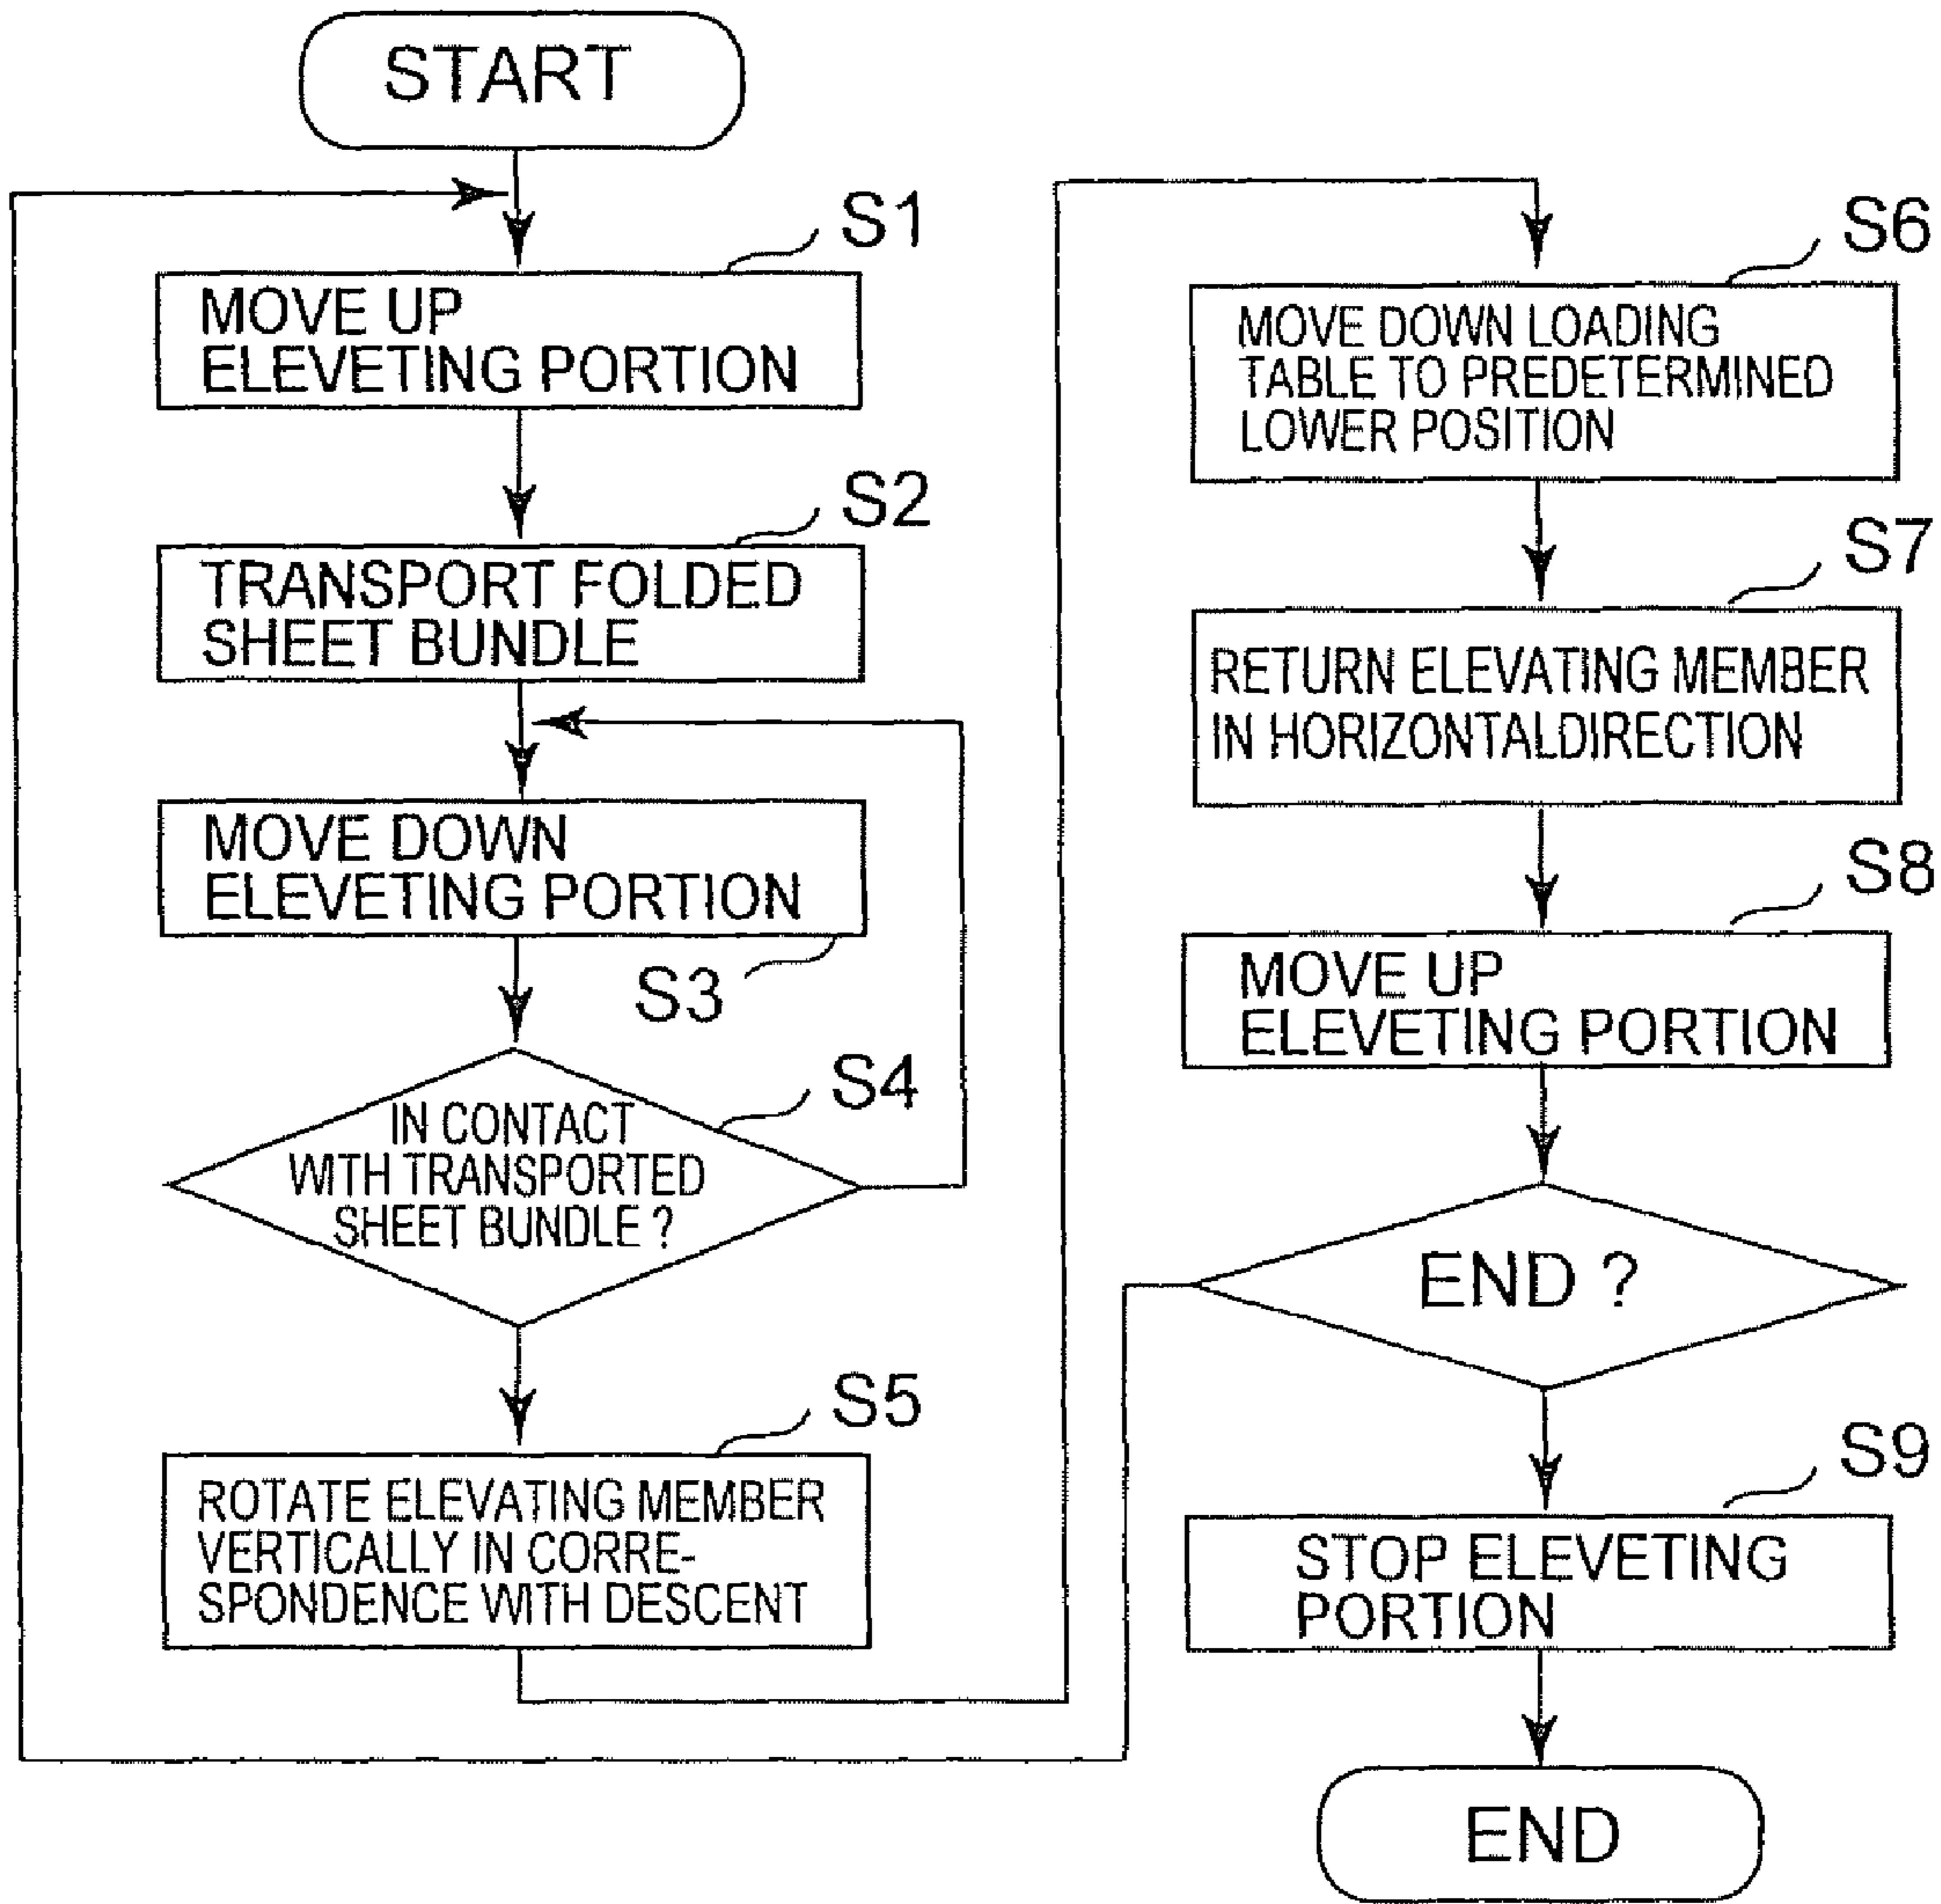 START
S1
MOVE UP
ELEVETING PORTION
S2
TRANSPORT FOLDED
SHEET BUNDLE
MOVE DOWN
ELEVETING PORTION
S3
S4
IN CONTACT
WITH TRANSPORTED
SHEET BUNDLE ?
S5
ROTATE ELEVATING MEMBER
VERTICALLY IN CORRE-
SPONDENCE WITH DESCENT
S6
MOVE DOWN LOADING
TABLE TO PREDETERMINED
LOWER POSITION
S7
RETURN ELEVATING MEMBER
IN HORIZONTALDIRECTION
S8
MOVE UP
ELEVETING PORTION
END ?
S9
STOP ELEVETING
PORTION
END